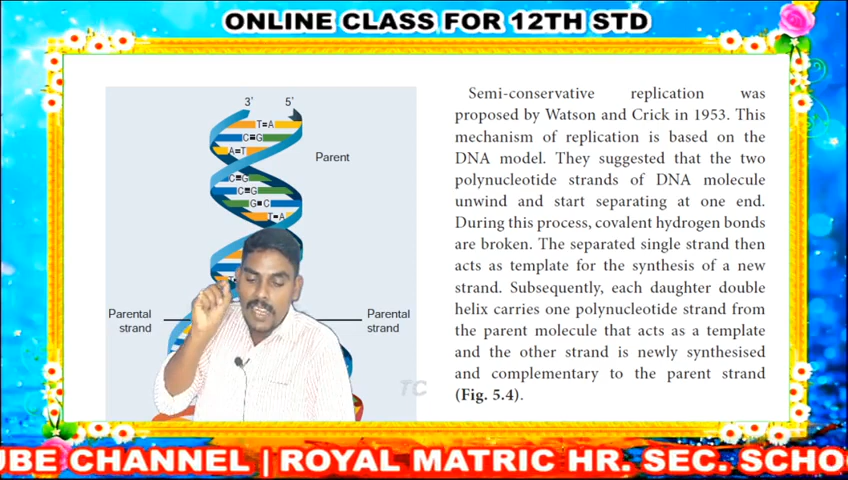 ONLINE CLASS FOR 12TH STD
3' 5'
T=A
C≡G
A=T
C≡G
C≡G
G≡C
T=A
Parent
Parental
strand
Parental
strand
Semi-conservative replication was
proposed by Watson and Crick in 1953. This
mechanism of replication is based on the
DNA model. They suggested that the two
polynucleotide strands of DNA molecule
unwind and start separating at one end.
During this process, covalent hydrogen bonds
are broken. The separated single strand then
acts as template for the synthesis of a new
strand. Subsequently, each daughter double
helix carries one polynucleotide strand from
the parent molecule that acts as a template
and the other strand is newly synthesised
and complementary to the parent strand
(Fig. 5.4).
TC
UBE CHANNEL | ROYAL MATRIC HR. SEC. SCHO